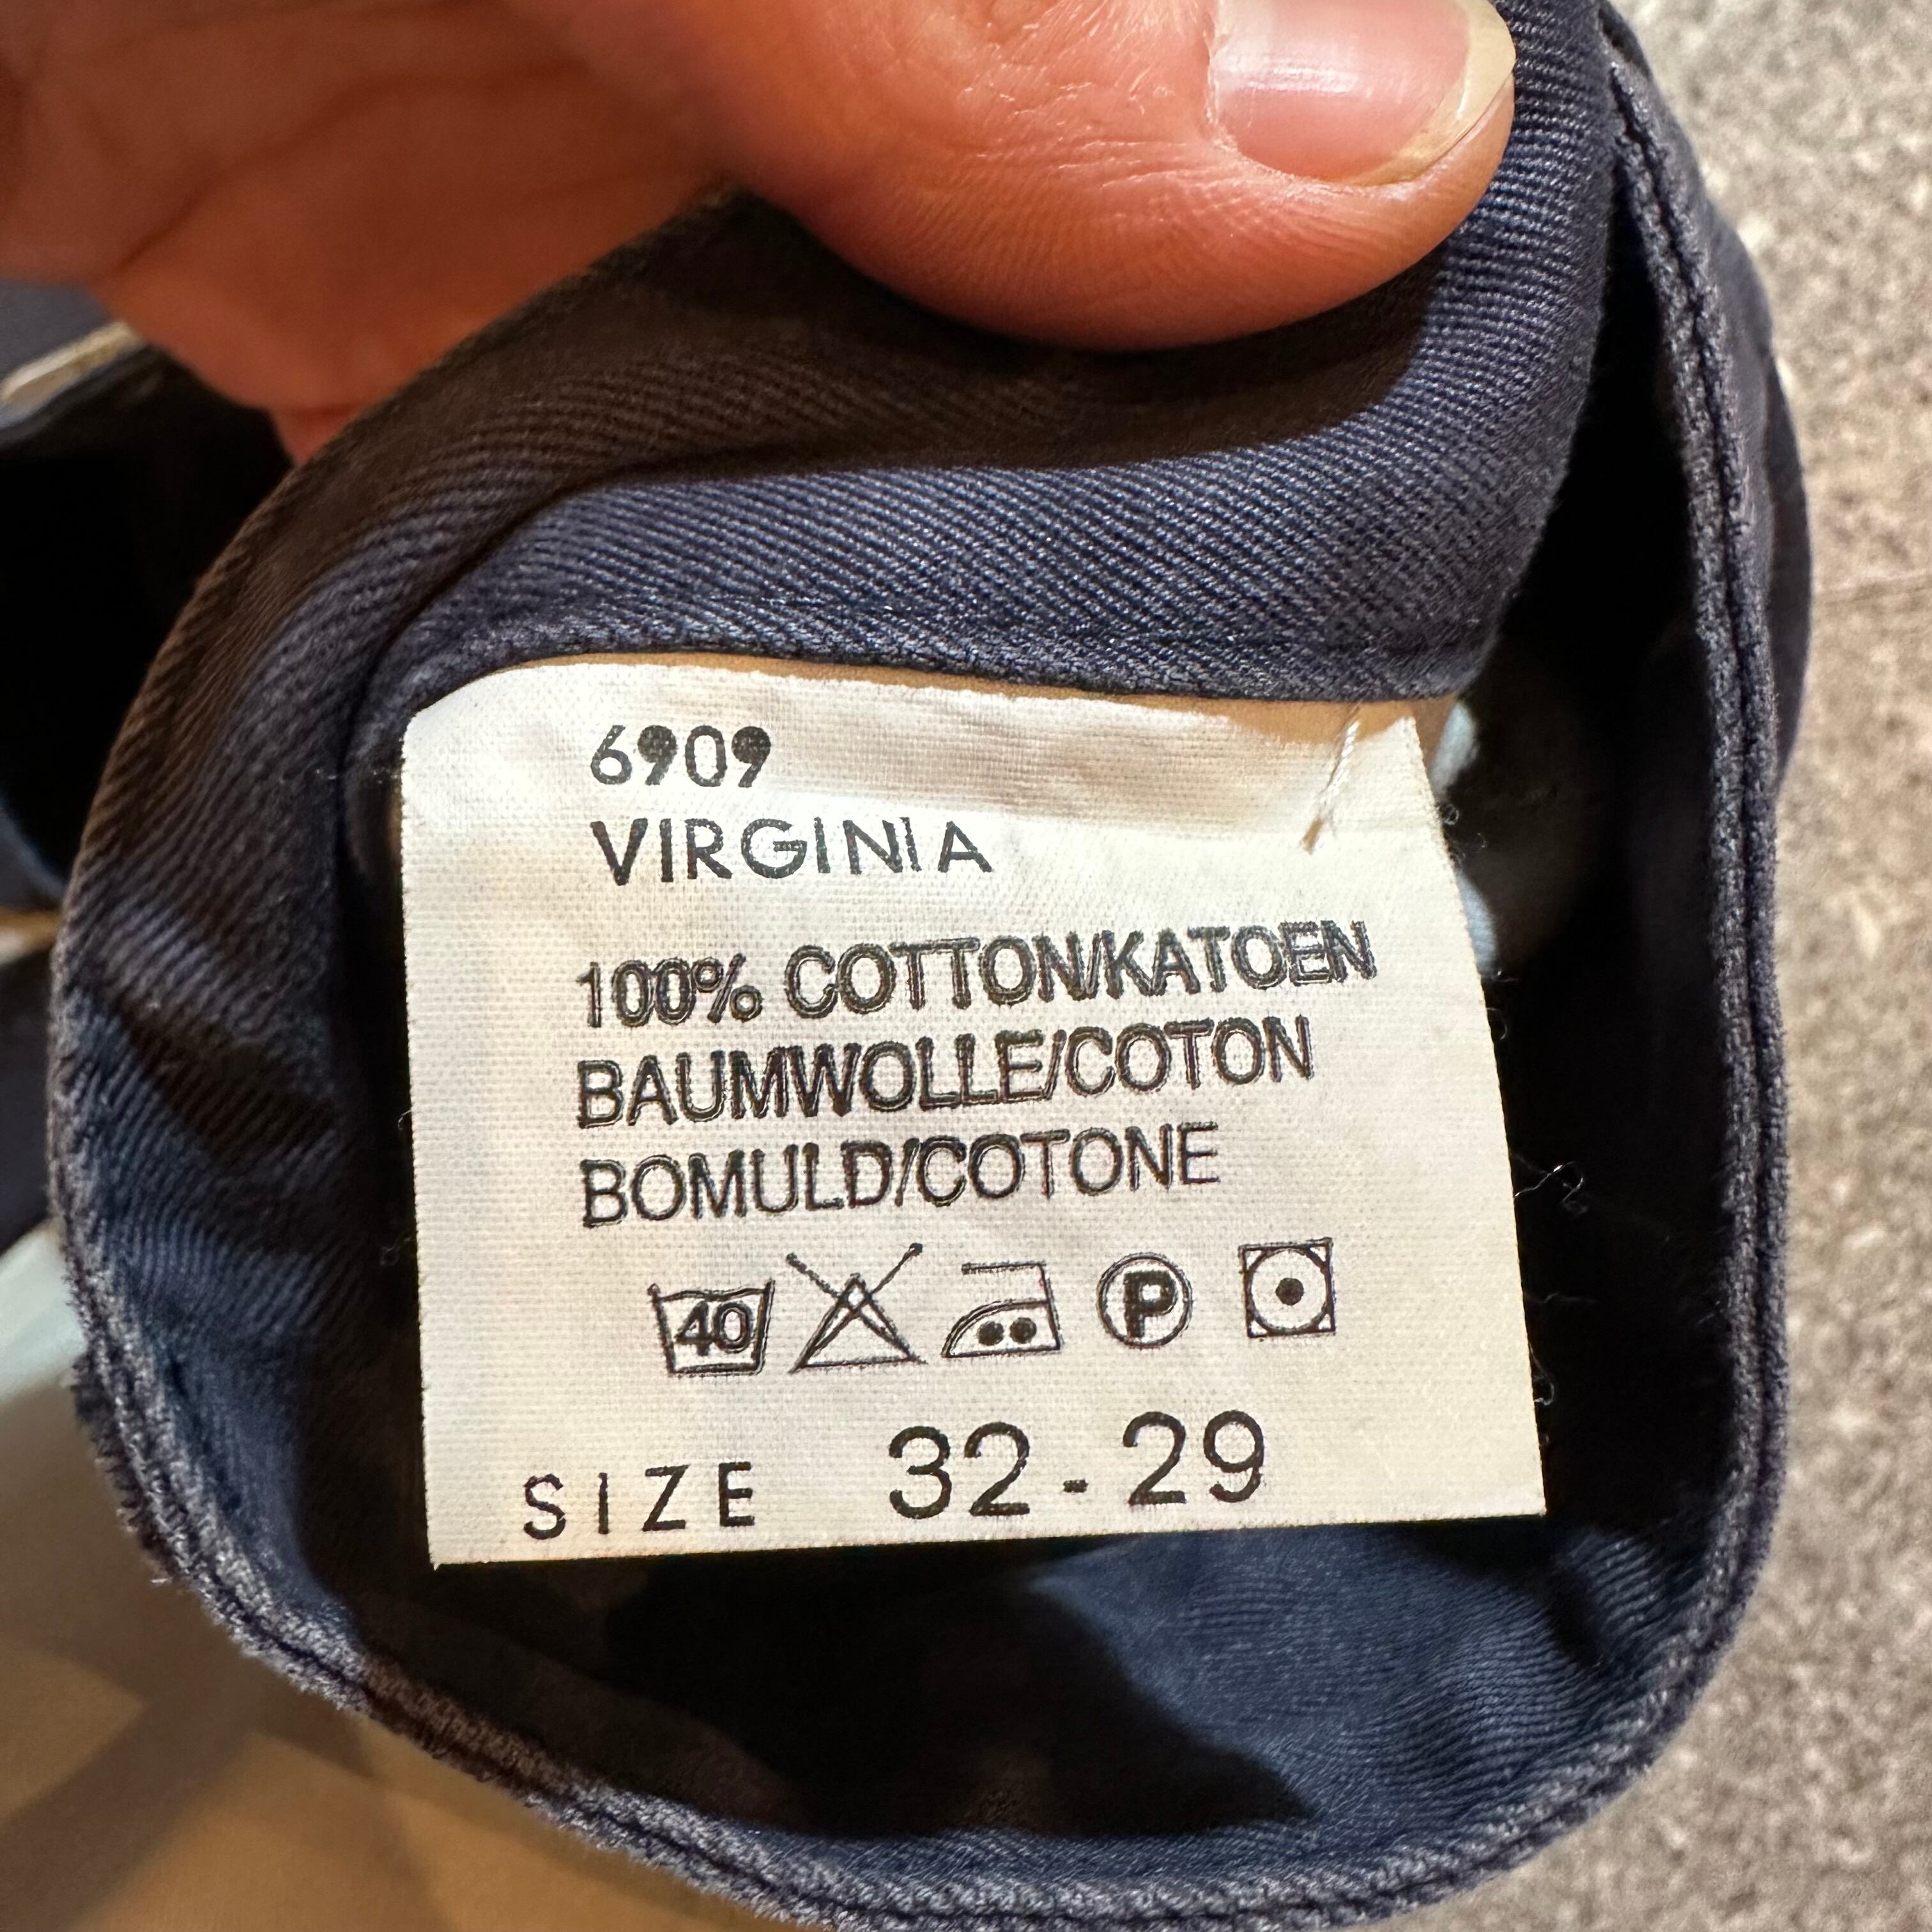 6909
VIRGINIA
100% COTTON/KATOEN
BAUMWOLLE/COTON
BOMULD/COTONE
40 P
SIZE 32-29